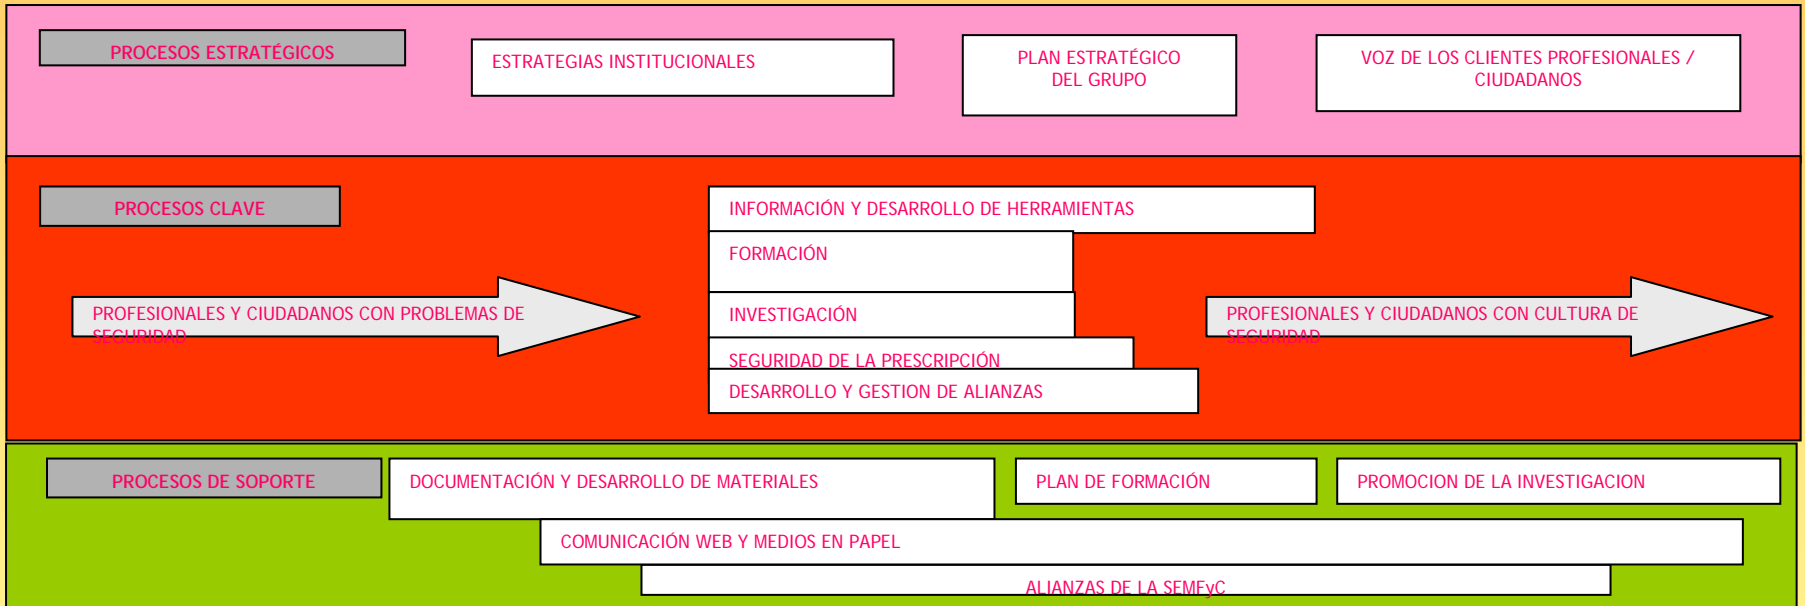 PROCESOS ESTRATÉGICOS
ESTRATEGIAS INSTITUCIONALES
PLAN ESTRATÉGICO
DEL GRUPO
VOZ DE LOS CLIENTES PROFESIONALES /
CIUDADANOS
PROCESOS CLAVE
INFORMACIÓN Y DESARROLLO DE HERRAMIENTAS
FORMACIÓN
PROFESIONALES Y CIUDADANOS CON PROBLEMAS DE
SEGURIDAD
INVESTIGACIÓN
SEGURIDAD DE LA PRESCRIPCIÓN
DESARROLLO Y GESTION DE ALIANZAS
PROFESIONALES Y CIUDADANOS CON CULTURA DE
SEGURIDAD
PROCESOS DE SOPORTE
DOCUMENTACIÓN Y DESARROLLO DE MATERIALES
PLAN DE FORMACIÓN
PROMOCION DE LA INVESTIGACION
COMUNICACIÓN WEB Y MEDIOS EN PAPEL
ALIANZAS DE LA SEMFyC